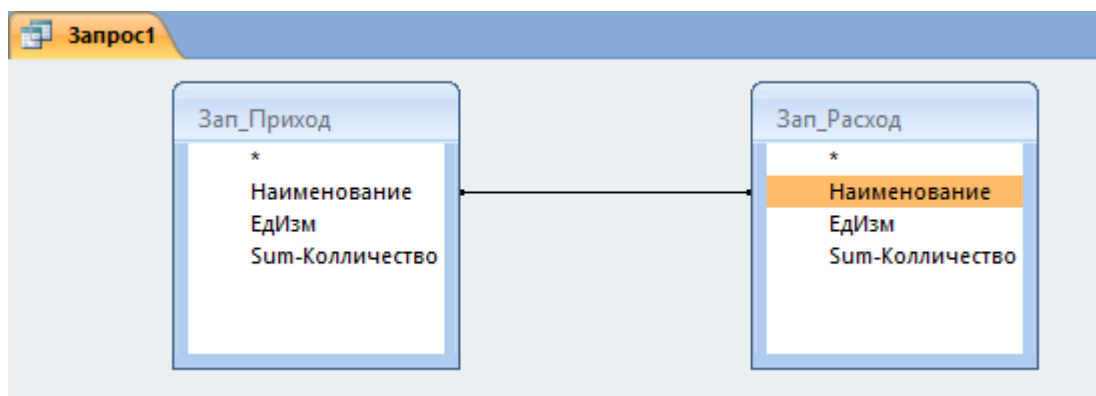 Запрос1
Зап_Приход
*
Наименование
ЕдИзм
Sum-Колличество
Зап_Расход
*
Наименование
ЕдИзм
Sum-Колличество